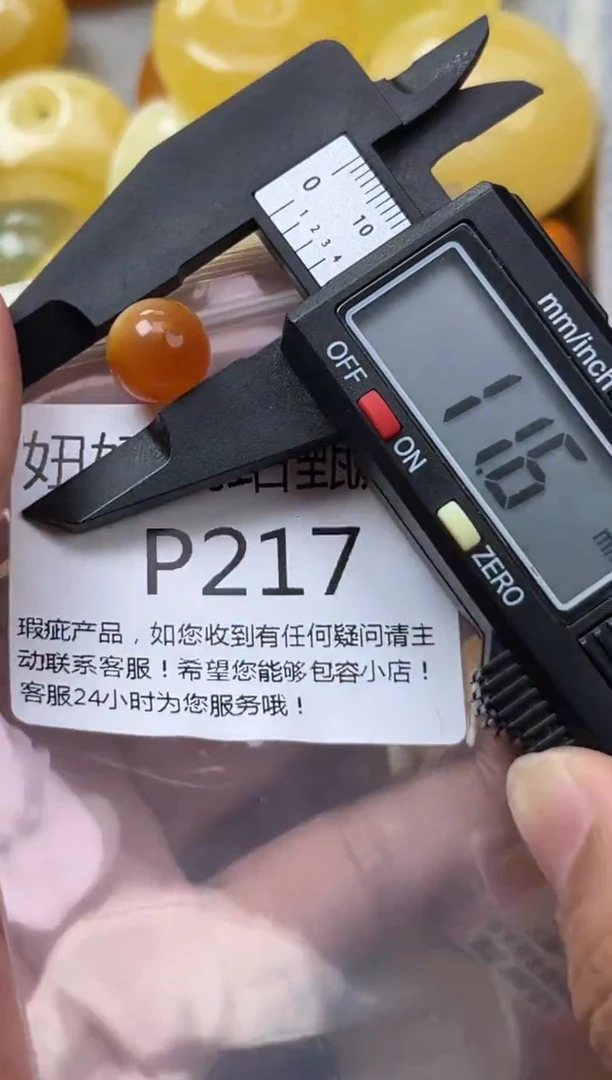 0
10
1 2 3 4
mm/inch
OFF
ON
11.6
ZERO
P217
瑕疵产品，如您收到有任何疑问请主
动联系客服！希望您能够包容小店！
客服24小时为您服务哦！